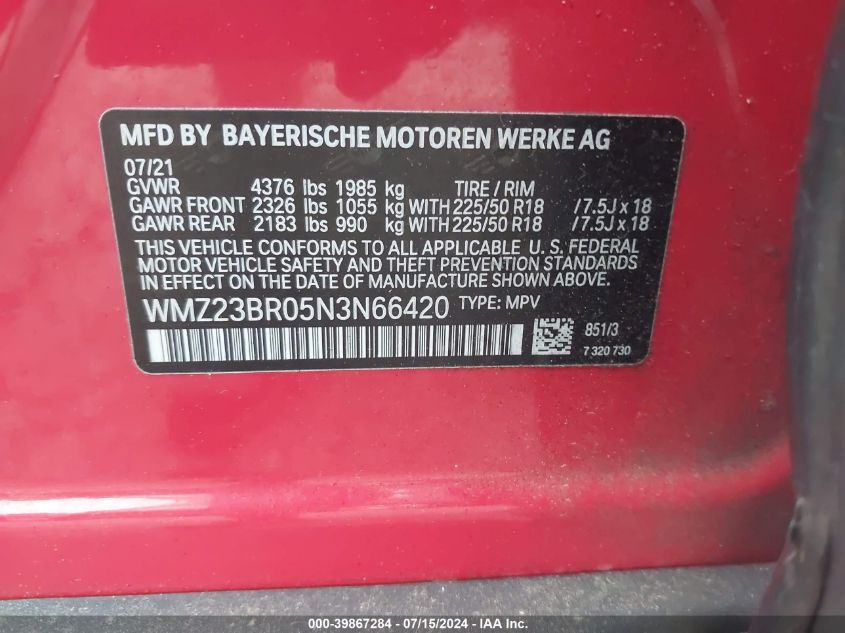 MFD BY BAYERISCHE MOTOREN WERKE AG
07/21
GVWR 4376 lbs 1985 kg TIRE / RIM
GAWR FRONT 2326 lbs 1055 kg WITH 225/50 R18 /7.5J x 18
GAWR REAR 2183 lbs 990 kg WITH 225/50 R18 /7.5J x 18
THIS VEHICLE CONFORMS TO ALL APPLICABLE U. S. FEDERAL
MOTOR VEHICLE SAFETY AND THEFT PREVENTION STANDARDS
IN EFFECT ON THE DATE OF MANUFACTURE SHOWN ABOVE.
WMZ23BR05N3N66420 TYPE: MPV
851/3
7 320 730
000-39867284 - 07/15/2024 - IAA Inc.